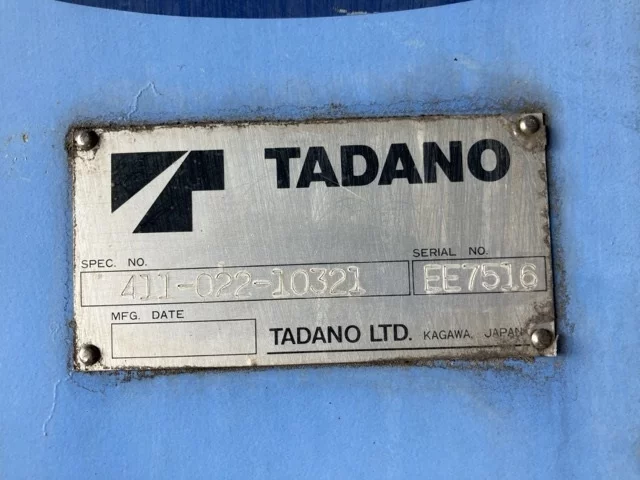 TADANO
SPEC. NO.
411-022-10321
SERIAL NO.
EE7516
MFG. DATE
TADANO LTD. KAGAWA, JAPAN